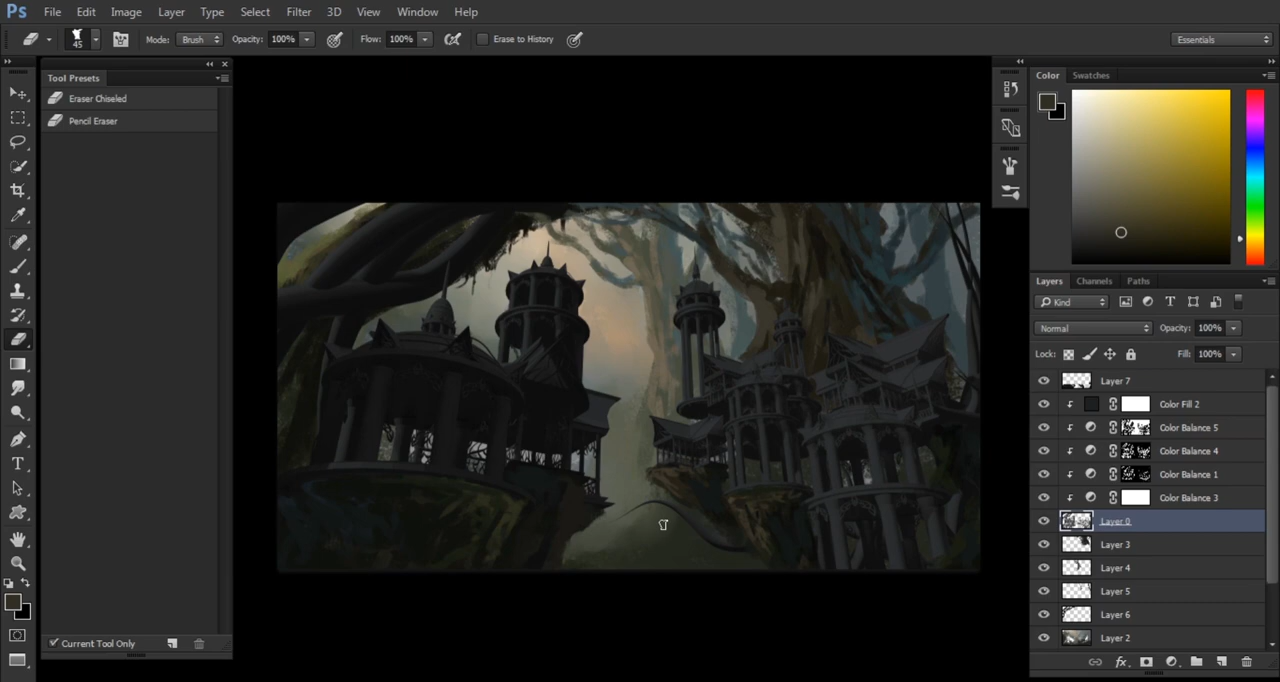 Ps File Edit Image Layer Type Select Filter 3D View Window Help
45 Mode: Brush Opacity: 100% Flow: 100% Erase to History Essentials
Tool Presets
Eraser Chiseled
Pencil Eraser
Current Tool Only
Color Swatches
Layers Channels Paths
Kind
Normal Opacity: 100%
Lock: Fill: 100%
Layer 7
Color Fill 2
Color Balance 5
Color Balance 4
Color Balance 1
Color Balance 3
Layer 0
Layer 3
Layer 4
Layer 5
Layer 6
Layer 2
fx